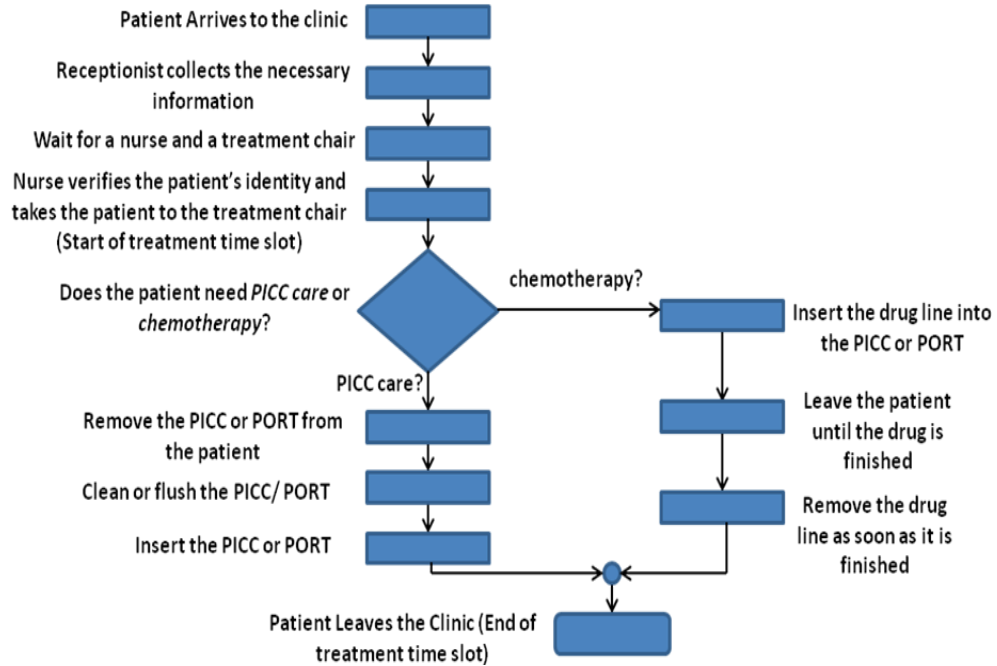 Patient Arrives to the clinic
Receptionist collects the necessary
information
Wait for a nurse and a treatment chair
Nurse verifies the patient's identity and
takes the patient to the treatment chair
(Start of treatment time slot)
Does the patient need PICC care or
chemotherapy?
chemotherapy?
Insert the drug line into
the PICC or PORT
Leave the patient
until the drug is
finished
Remove the drug
line as soon as it is
finished
PICC care?
Remove the PICC or PORT from
the patient
Clean or flush the PICC/ PORT
Insert the PICC or PORT
Patient Leaves the Clinic (End of
treatment time slot)